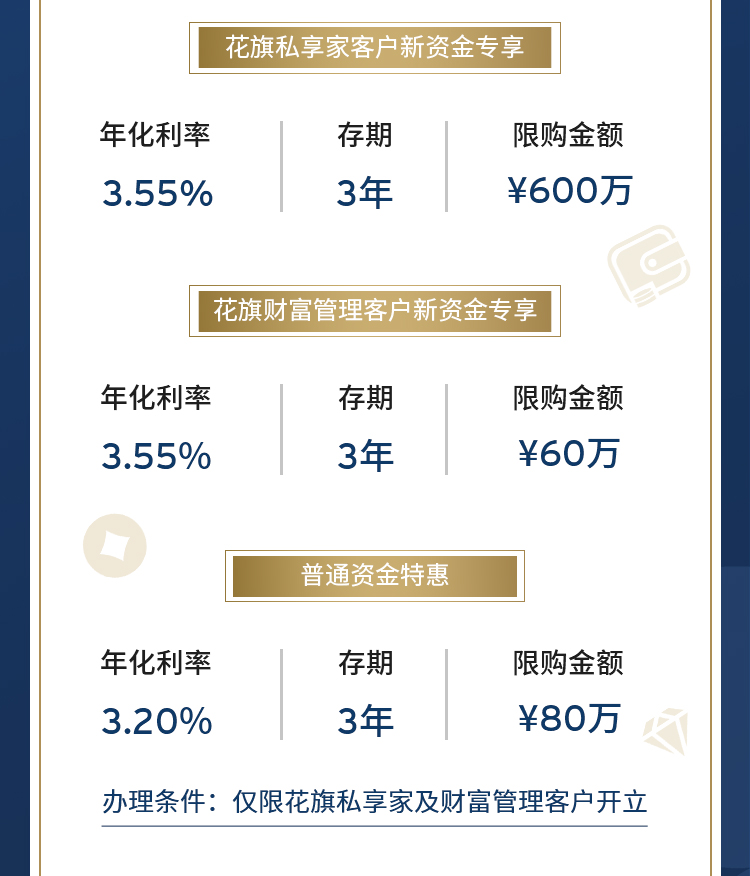 花旗私享家客户新资金专享
年化利率 存期 限购金额
3.55% 3年 ¥600万
花旗财富管理客户新资金专享
年化利率 存期 限购金额
3.55% 3年 ¥60万
普通资金特惠
年化利率 存期 限购金额
3.20% 3年 ¥80万
办理条件：仅限花旗私享家及财富管理客户开立